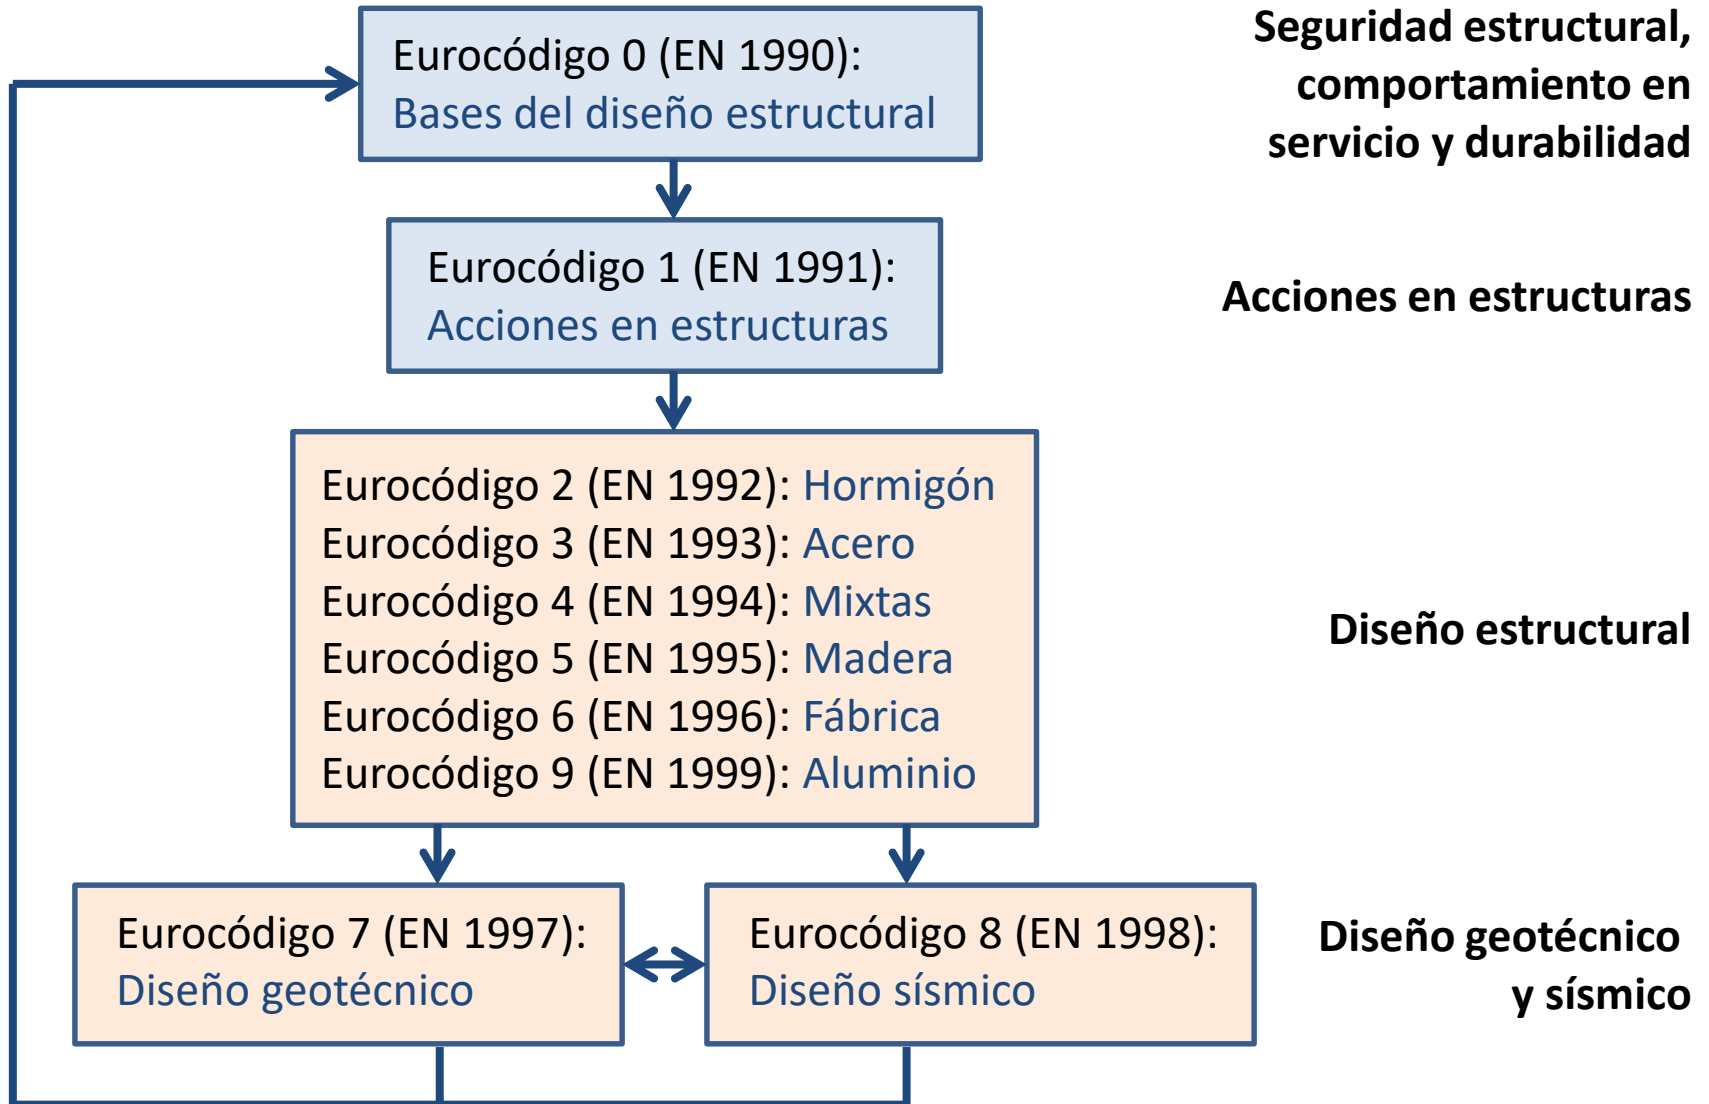 Eurocódigo 0 (EN 1990):
Bases del diseño estructural
Seguridad estructural,
comportamiento en
servicio y durabilidad
Eurocódigo 1 (EN 1991):
Acciones en estructuras
Acciones en estructuras
Eurocódigo 2 (EN 1992): Hormigón
Eurocódigo 3 (EN 1993): Acero
Eurocódigo 4 (EN 1994): Mixtas
Eurocódigo 5 (EN 1995): Madera
Eurocódigo 6 (EN 1996): Fábrica
Eurocódigo 9 (EN 1999): Aluminio
Diseño estructural
Eurocódigo 7 (EN 1997):
Diseño geotécnico
Eurocódigo 8 (EN 1998):
Diseño sísmico
Diseño geotécnico
y sísmico